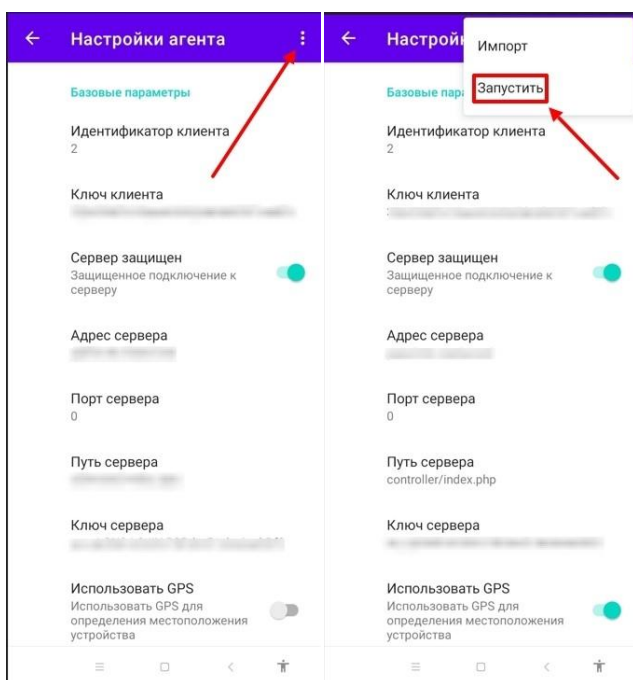 Настройки агента
Базовые параметры
Идентификатор клиента
2
Ключ клиента
Сервер защищен
Защищенное подключение к
серверу
Адрес сервера
Порт сервера
0
Путь сервера
Ключ сервера
Использовать GPS
Использовать GPS для
определения местоположения
устройства
Настрой
Импорт
Запустить
Базовые пара
Идентификатор клиента
2
Ключ клиента
Сервер защищен
Защищенное подключение к
серверу
Адрес сервера
Порт сервера
0
Путь сервера
controller/index.php
Ключ сервера
Использовать GPS
Использовать GPS для
определения местоположения
устройства